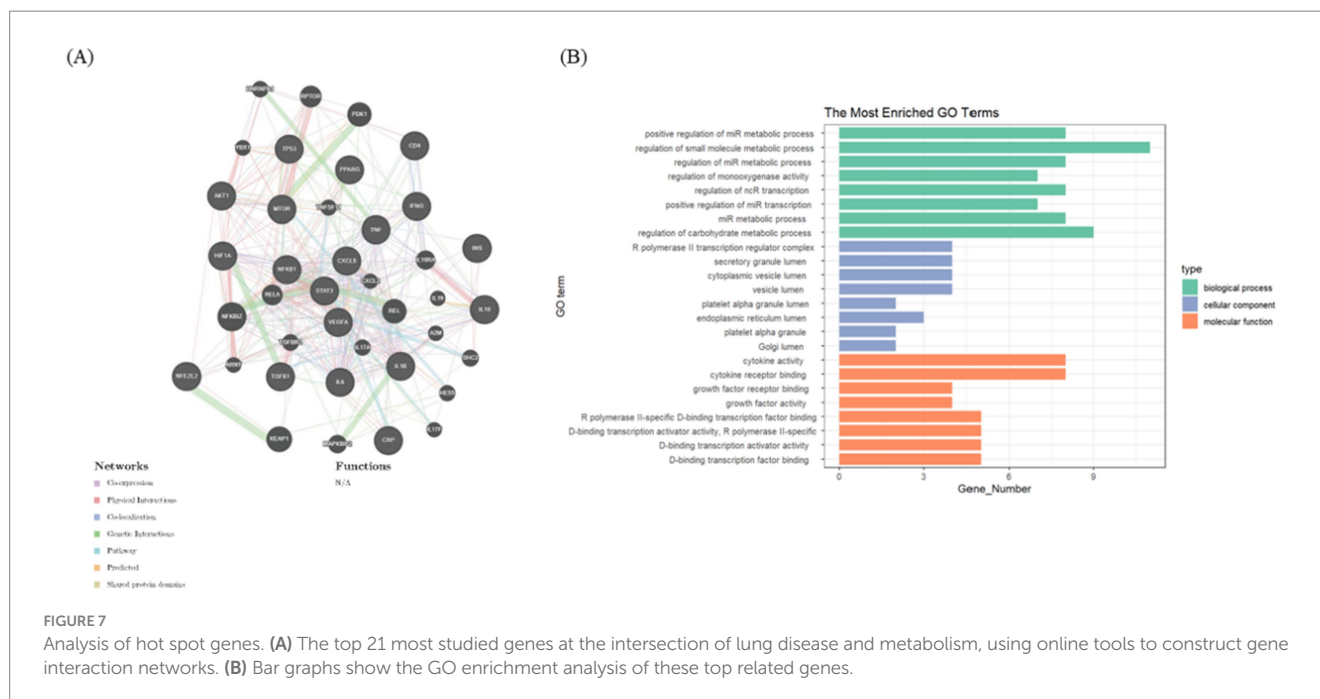 (A)
(B)
RPTOR
PDK1
YBX1
TP53
CD4
PPARG
AKT1
MTOR
IFNG
TNF
INS
HIF1A
CXCL8
IL10RA
NFKB1
STAT3
RELA
IL19
NFKBIZ
REL
IL10
VEGFA
A2M
IL17A
SHC2
ARNT
NFE2L2
TGFB1
IL6
HES5
IL17F
KEAP1
CRP
Networks
Co-expression
Physical Interactions
Co-localization
Genetic Interactions
Pathway
Predicted
Shared protein domains
Functions
N/A
The Most Enriched GO Terms
GO term
positive regulation of miR metabolic process
regulation of small molecule metabolic process
regulation of miR metabolic process
regulation of monooxygenase activity
regulation of ncR transcription
positive regulation of miR transcription
miR metabolic process
regulation of carbohydrate metabolic process
R polymerase II transcription regulator complex
secretory granule lumen
cytoplasmic vesicle lumen
vesicle lumen
platelet alpha granule lumen
endoplasmic reticulum lumen
platelet alpha granule
Golgi lumen
cytokine activity
cytokine receptor binding
growth factor receptor binding
growth factor activity
R polymerase II-specific D-binding transcription factor binding
D-binding transcription activator activity, R polymerase II-specific
D-binding transcription activator activity
D-binding transcription factor binding
0 3 6 9
Gene_Number
type
biological process
cellular component
molecular function
FIGURE 7
Analysis of hot spot genes. (A) The top 21 most studied genes at the intersection of lung disease and metabolism, using online tools to construct gene
interaction networks. (B) Bar graphs show the GO enrichment analysis of these top related genes.